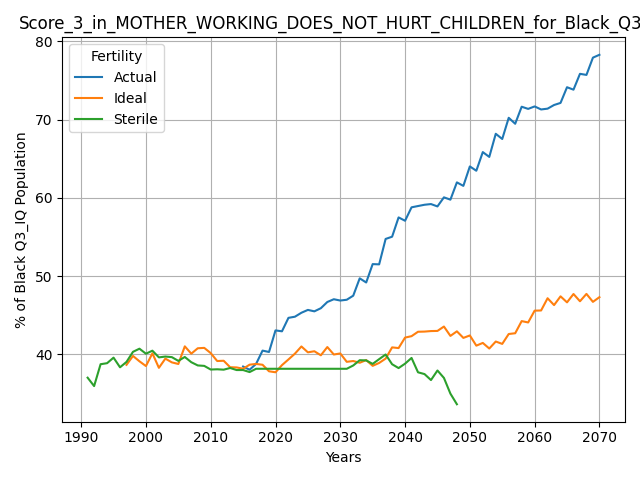 Score_3_in_MOTHER_WORKING_DOES_NOT_HURT_CHILDREN_for_Black_Q3
Fertility
Actual
Ideal
Sterile
% of Black Q3_IQ Population
80
70
60
50
40
1990 2000 2010 2020 2030 2040 2050 2060 2070
Years